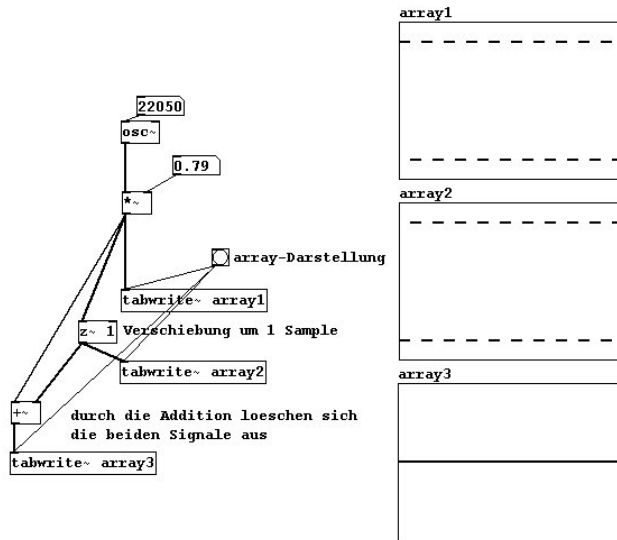 array1
22050
osc~
0.79
*~
array-Darstellung
tabwrite~ array1
array2
z~ 1 Verschiebung um 1 Sample
tabwrite~ array2
array3
+~
durch die Addition loeschen sich
die beiden Signale aus
tabwrite~ array3